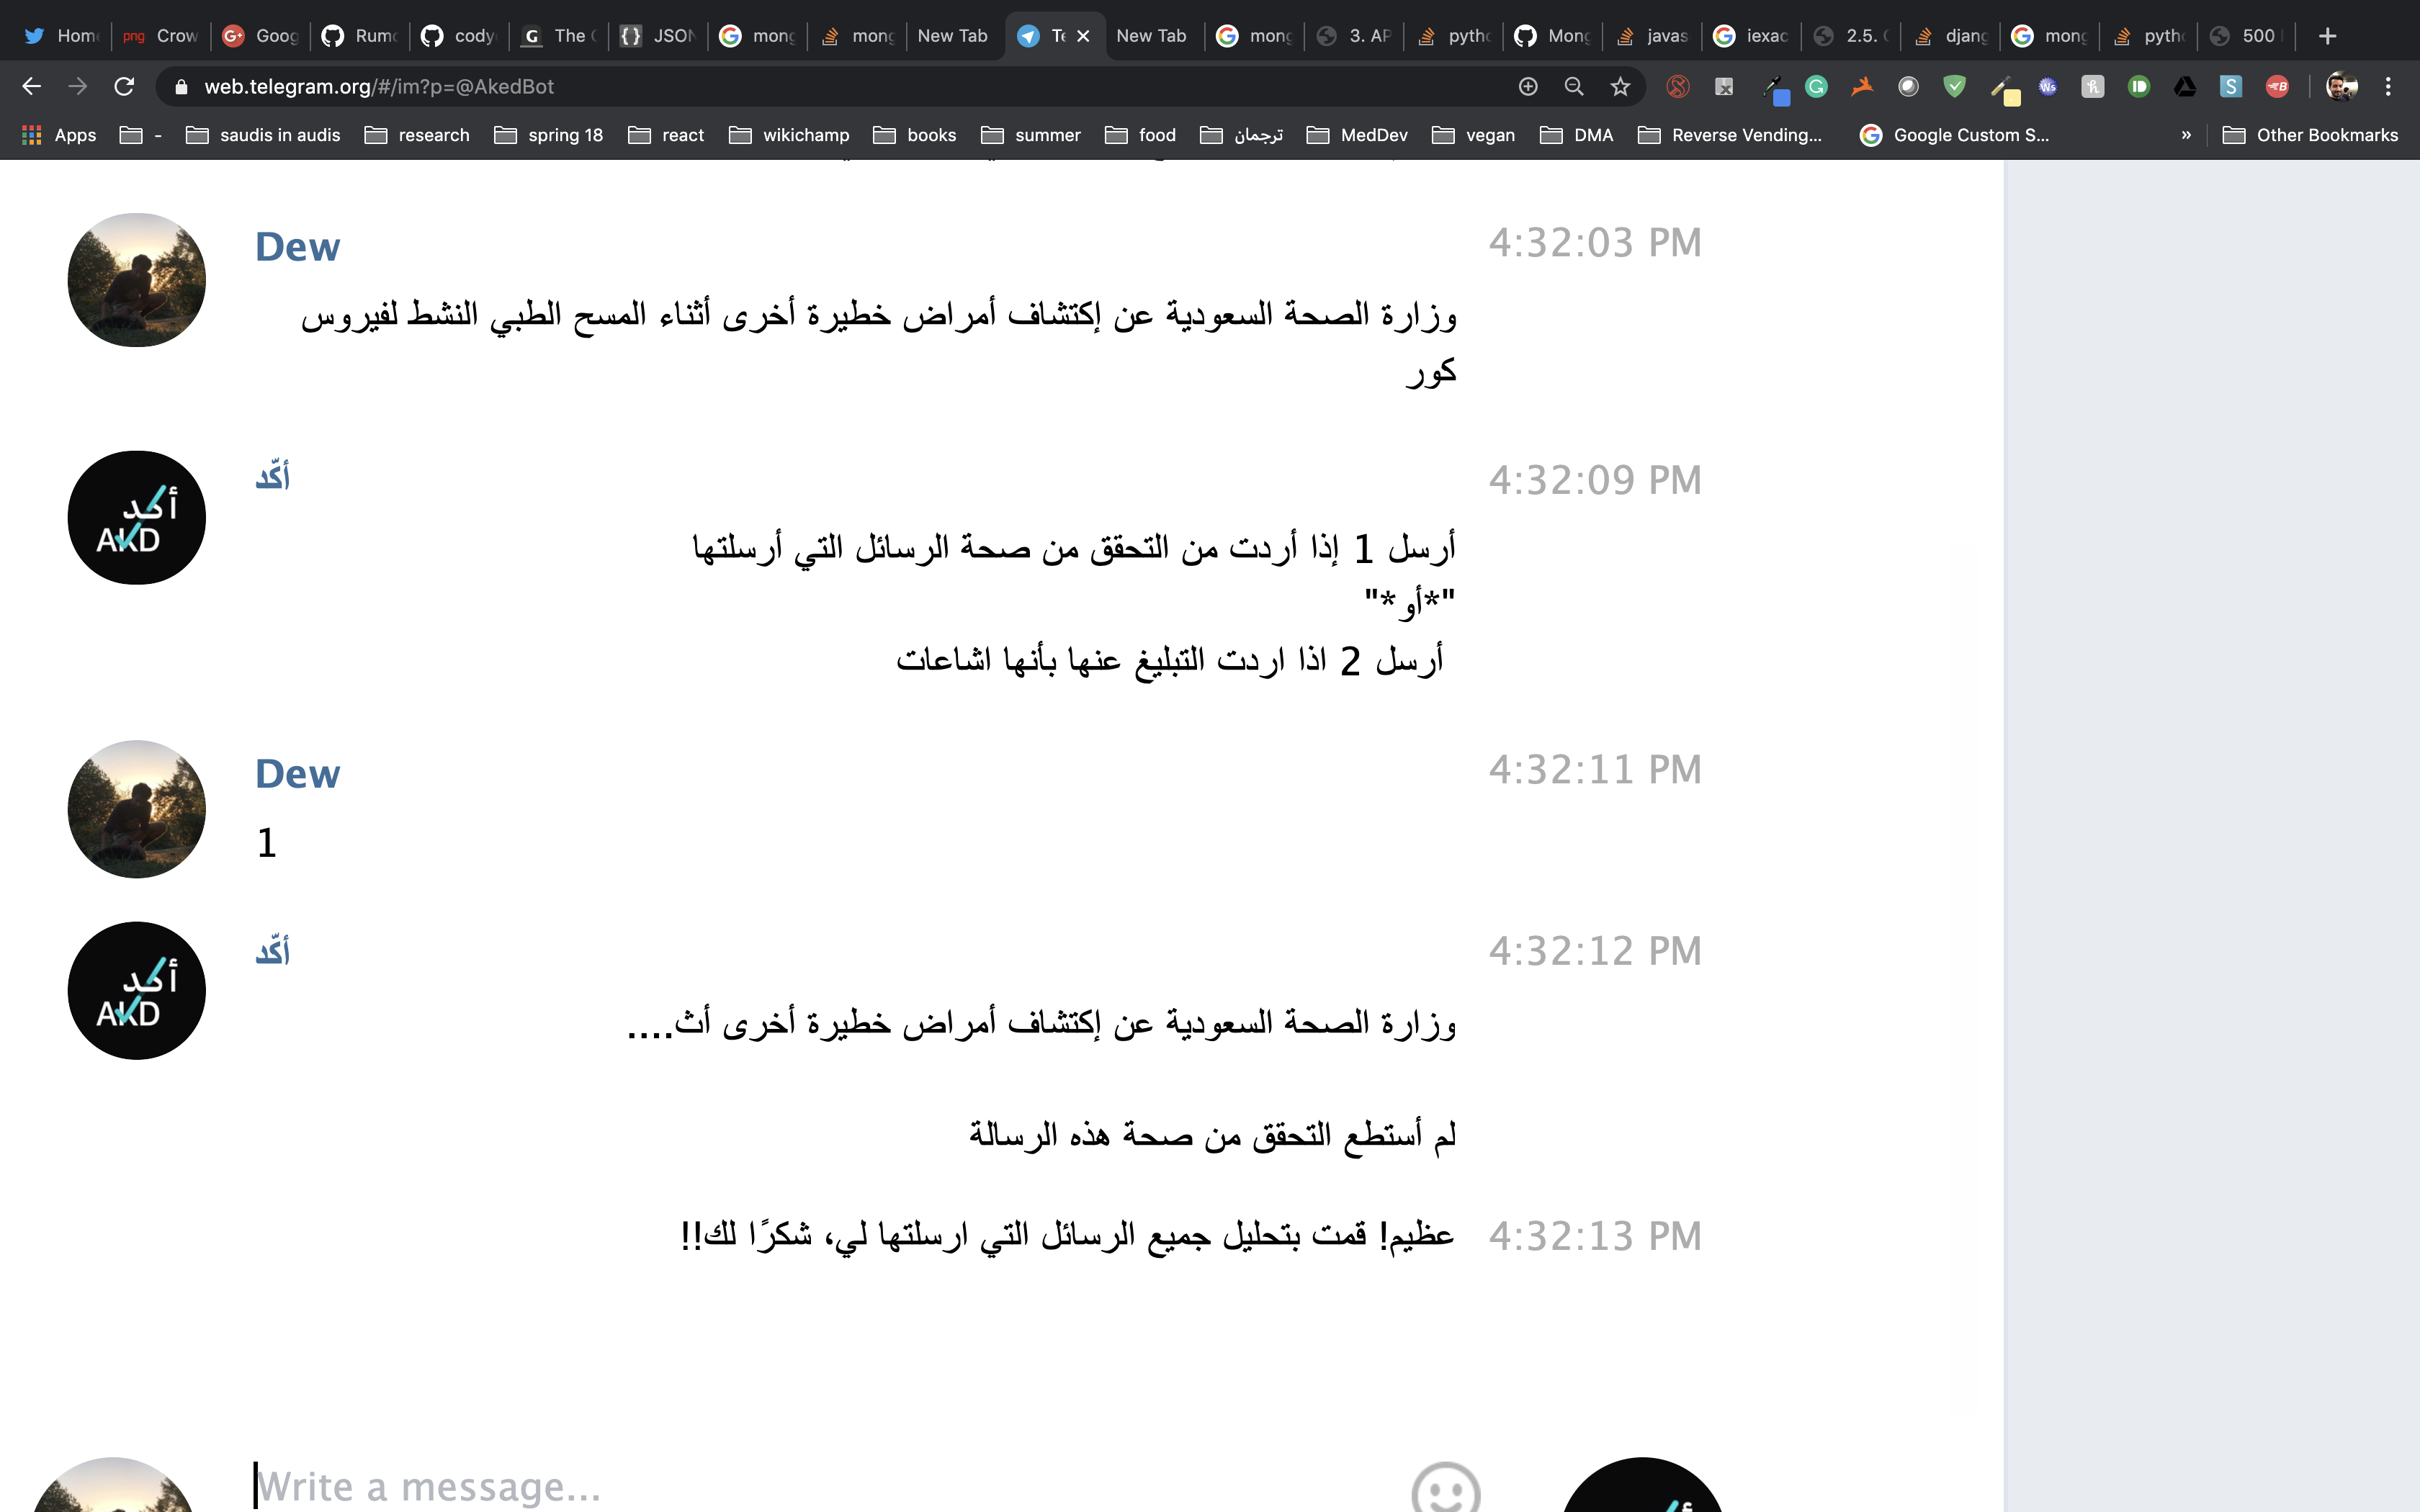 Home
png Crow
Goog
Rumo
cody
The
JSON
mong
mong
New Tab
Te
New Tab
mong
3. AP
pytho
Mong
javas
iexac
2.5.
djang
mong
pytho
500
web.telegram.org/#/im?p=@AkedBot
Apps
-
saudis in audis
research
spring 18
react
wikichamp
books
summer
food
ترجمان
MedDev
vegan
DMA
Reverse Vending...
Google Custom S...
»
Other Bookmarks
Dew
4:32:03 PM
وزارة الصحة السعودية عن إكتشاف أمراض خطيرة أخرى أثناء المسح الطبي النشط لفيروس
كور
أكّد
4:32:09 PM
أكد
AKD
أرسل 1 إذا أردت من التحقق من صحة الرسائل التي أرسلتها
"*أو*"
أرسل 2 اذا اردت التبليغ عنها بأنها اشاعات
Dew
4:32:11 PM
1
أكّد
4:32:12 PM
أكد
AKD
وزارة الصحة السعودية عن إكتشاف أمراض خطيرة أخرى أث....
لم أستطع التحقق من صحة هذه الرسالة
عظيم! قمت بتحليل جميع الرسائل التي ارسلتها لي، شكرًا لك!!
4:32:13 PM
Write a message...